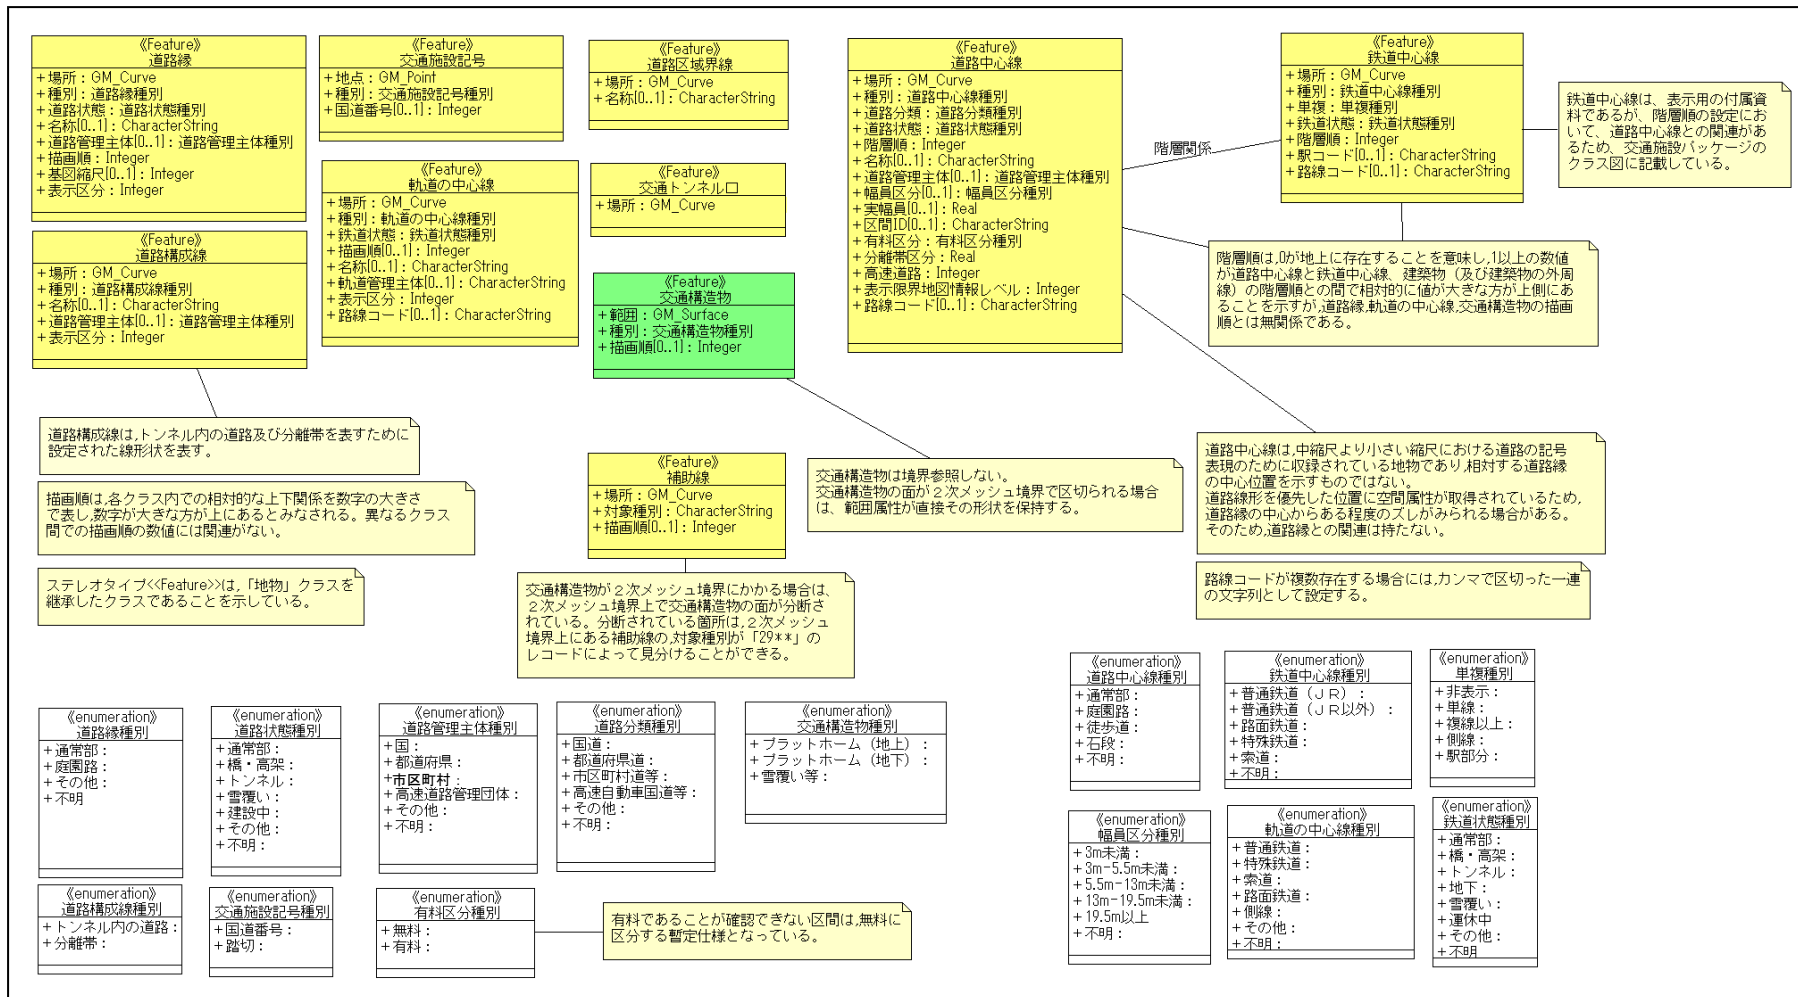 《Feature》
道路縁
+場所：GM_Curve
+種別：道路縁種別
+道路状態：道路状態種別
+名称[0..1]：CharacterString
+道路管理主体[0..1]：道路管理主体種別
+描画順：Integer
+基図縮尺[0..1]：Integer
+表示区分：Integer
《Feature》
交通施設記号
+地点：GM_Point
+種別：交通施設記号種別
+国道番号[0..1]：Integer
《Feature》
道路区域界線
+場所：GM_Curve
+名称[0..1]：CharacterString
《Feature》
道路中心線
+場所：GM_Curve
+種別：道路中心線種別
+道路分類：道路分類種別
+道路状態：道路状態種別
+階層順：Integer
+名称[0..1]：CharacterString
+道路管理主体[0..1]：道路管理主体種別
+幅員区分[0..1]：幅員区分種別
+実幅員[0..1]：Real
+区間ID[0..1]：CharacterString
+有料区分：有料区分種別
+分離帯区分：Real
+高速道路：Integer
+表示限界地図情報レベル：Integer
+路線コード[0..1]：CharacterString
階層関係
《Feature》
鉄道中心線
+場所：GM_Curve
+種別：鉄道中心線種別
+単複：単複種別
+鉄道状態：鉄道状態種別
+階層順：Integer
+駅コード[0..1]：CharacterString
+路線コード[0..1]：CharacterString
鉄道中心線は、表示用の付属資
料であるが、階層順の設定にお
いて、道路中心線との関連があ
るため、交通施設パッケージの
クラス図に記載している。
《Feature》
軌道の中心線
+場所：GM_Curve
+種別：軌道の中心線種別
+鉄道状態：鉄道状態種別
+描画順[0..1]：Integer
+名称[0..1]：CharacterString
+軌道管理主体[0..1]：CharacterString
+表示区分：Integer
+路線コード[0..1]：CharacterString
《Feature》
交通トンネル口
+場所：GM_Curve
《Feature》
道路構成線
+場所：GM_Curve
+種別：道路構成線種別
+名称[0..1]：CharacterString
+道路管理主体[0..1]：道路管理主体種別
+表示区分：Integer
《Feature》
交通構造物
+範囲：GM_Surface
+種別：交通構造物種別
+描画順[0..1]：Integer
階層順は,0が地上に存在することを意味し,1以上の数値
が道路中心線と鉄道中心線、建築物（及び建築物の外周
線）の階層順との間で相対的に値が大きな方が上側にあ
ることを示すが,道路縁,軌道の中心線,交通構造物の描画
順とは無関係である。
道路構成線は,トンネル内の道路及び分離帯を表すために
設定された線形状を表す。
描画順は,各クラス内での相対的な上下関係を数字の大きさ
で表し,数字が大きな方が上にあるとみなされる。異なるクラス
間での描画順の数値には関連がない。
ステレオタイプ<<Feature>>は,「地物」クラスを
継承したクラスであることを示している。
《Feature》
補助線
+場所：GM_Curve
+対象種別：CharacterString
+描画順[0..1]：Integer
交通構造物は境界参照しない。
交通構造物の面が２次メッシュ境界で区切られる場合
は、範囲属性が直接その形状を保持する。
道路中心線は,中縮尺より小さい縮尺における道路の記号
表現のために収録されている地物であり,相対する道路縁
の中心位置を示すものではない。
道路線形を優先した位置に空間属性が取得されているため,
道路縁の中心からある程度のズレがみられる場合がある。
そのため,道路縁との関連は持たない。
交通構造物が２次メッシュ境界にかかる場合は、
２次メッシュ境界上で交通構造物の面が分断さ
れている。分断されている箇所は,２次メッシュ
境界上にある補助線の,対象種別が「29**」の
レコードによって見分けることができる。
路線コードが複数存在する場合には,カンマで区切った一連
の文字列として設定する。
《enumeration》
道路縁種別
+通常部：
+庭園路：
+その他：
+不明
《enumeration》
道路状態種別
+通常部：
+橋・高架：
+トンネル：
+雪覆い：
+建設中：
+その他：
+不明：
《enumeration》
道路管理主体種別
+国：
+都道府県：
+市区町村：
+高速道路管理団体：
+その他：
+不明：
《enumeration》
道路分類種別
+国道：
+都道府県道：
+市区町村道等：
+高速自動車国道等：
+その他：
+不明：
《enumeration》
交通構造物種別
+プラットホーム（地上）：
+プラットホーム（地下）：
+雪覆い等：
《enumeration》
道路中心線種別
+通常部：
+庭園路：
+徒歩道：
+石段：
+不明：
《enumeration》
鉄道中心線種別
+普通鉄道（ＪＲ）：
+普通鉄道（ＪＲ以外）：
+路面鉄道：
+特殊鉄道：
+索道：
+不明：
《enumeration》
単複種別
+非表示：
+単線：
+複線以上：
+側線：
+駅部分：
《enumeration》
道路構成線種別
+トンネル内の道路：
+分離帯：
《enumeration》
交通施設記号種別
+国道番号：
+踏切：
《enumeration》
有料区分種別
+無料：
+有料：
有料であることが確認できない区間は,無料に
区分する暫定仕様となっている。
《enumeration》
幅員区分種別
+3m未満：
+3m-5.5m未満：
+5.5m-13m未満：
+13m-19.5m未満：
+19.5m以上
+不明：
《enumeration》
軌道の中心線種別
+普通鉄道：
+特殊鉄道：
+索道：
+路面鉄道：
+側線：
+その他：
+不明：
《enumeration》
鉄道状態種別
+通常部：
+橋・高架：
+トンネル：
+地下：
+雪覆い：
+運休中
+その他：
+不明